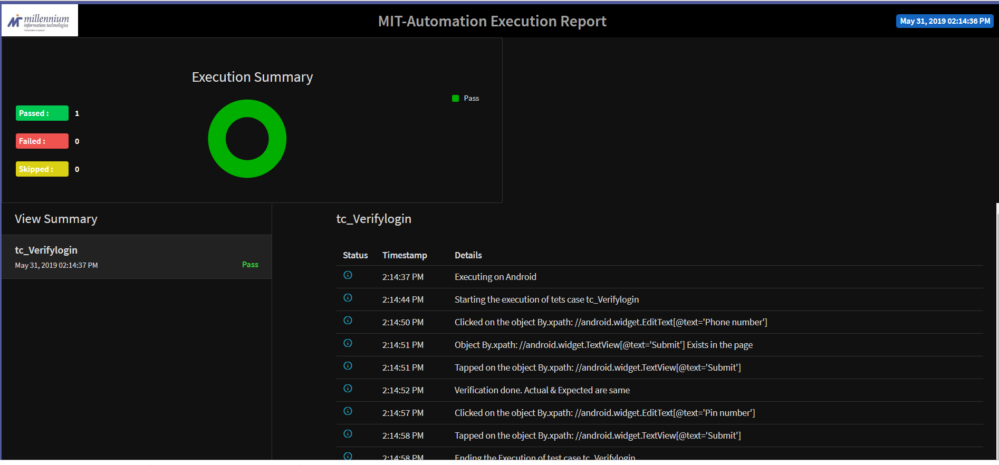 millennium
information technologies
"innovation is power"
MIT-Automation Execution Report
May 31, 2019 02:14:36 PM
Execution Summary
Pass
Passed : 1
Failed : 0
Skipped : 0
View Summary
tc_Verifylogin
May 31, 2019 02:14:37 PM
Pass
tc_Verifylogin
Status Timestamp Details
2:14:37 PM Executing on Android
2:14:44 PM Starting the execution of tets case tc_Verifylogin
2:14:50 PM Clicked on the object By.xpath: //android.widget.EditText[@text='Phone number']
2:14:51 PM Object By.xpath: //android.widget.TextView[@text='Submit'] Exists in the page
2:14:51 PM Tapped on the object By.xpath: //android.widget.TextView[@text='Submit']
2:14:52 PM Verification done. Actual & Expected are same
2:14:57 PM Clicked on the object By.xpath: //android.widget.EditText[@text='Pin number']
2:14:58 PM Tapped on the object By.xpath: //android.widget.TextView[@text='Submit']
2:14:58 PM Ending the Execution of test case tc_Verifylogin